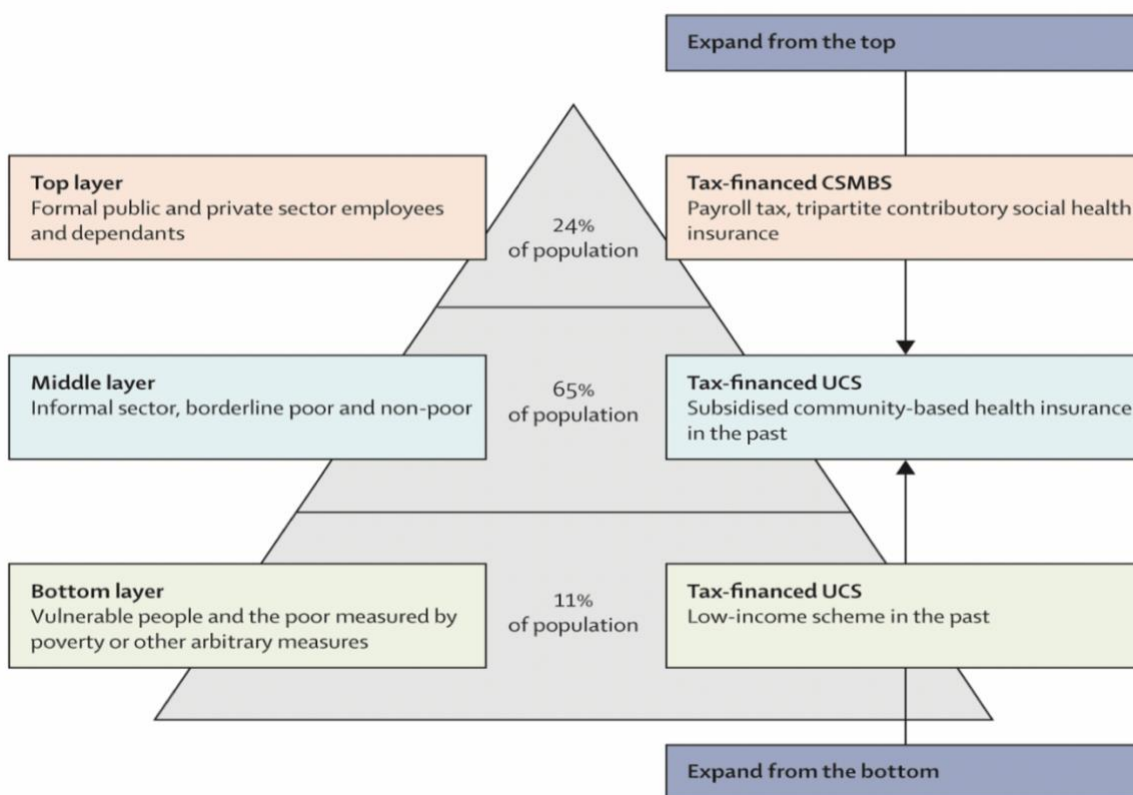 Expand from the top
Top layer
Formal public and private sector employees
and dependants
24%
of population
Tax-financed CSMBS
Payroll tax, tripartite contributory social health
insurance
Middle layer
Informal sector, borderline poor and non-poor
65%
of population
Tax-financed UCS
Subsidised community-based health insurance
in the past
Bottom layer
Vulnerable people and the poor measured by
poverty or other arbitrary measures
11%
of population
Tax-financed UCS
Low-income scheme in the past
Expand from the bottom